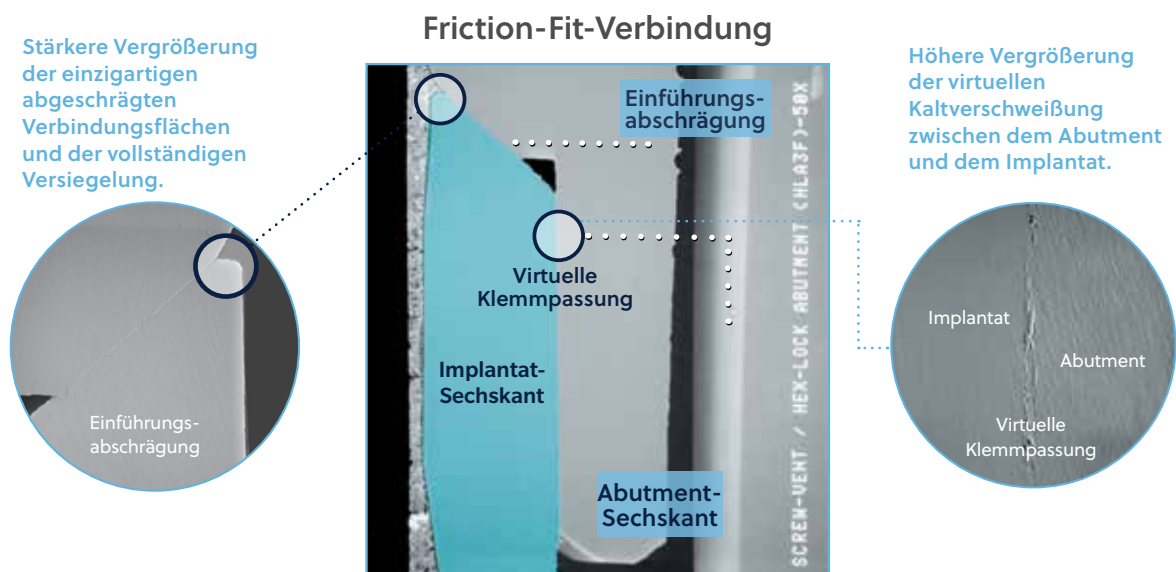 Friction-Fit-Verbindung
Stärkere Vergrößerung
der einzigartigen
abgeschrägten
Verbindungsflächen
und der vollständigen
Versiegelung.
Einführungs-
abschrägung
Einführungs-
abschrägung
Virtuelle
Klemmpassung
Implantat-
Sechskant
Abutment-
Sechskant
SCREW-VENT / HEX-LOCK ABUTMENT (HLA3F)-50X
Höhere Vergrößerung
der virtuellen
Kaltverschweißung
zwischen dem Abutment
und dem Implantat.
Implantat
Abutment
Virtuelle
Klemmpassung